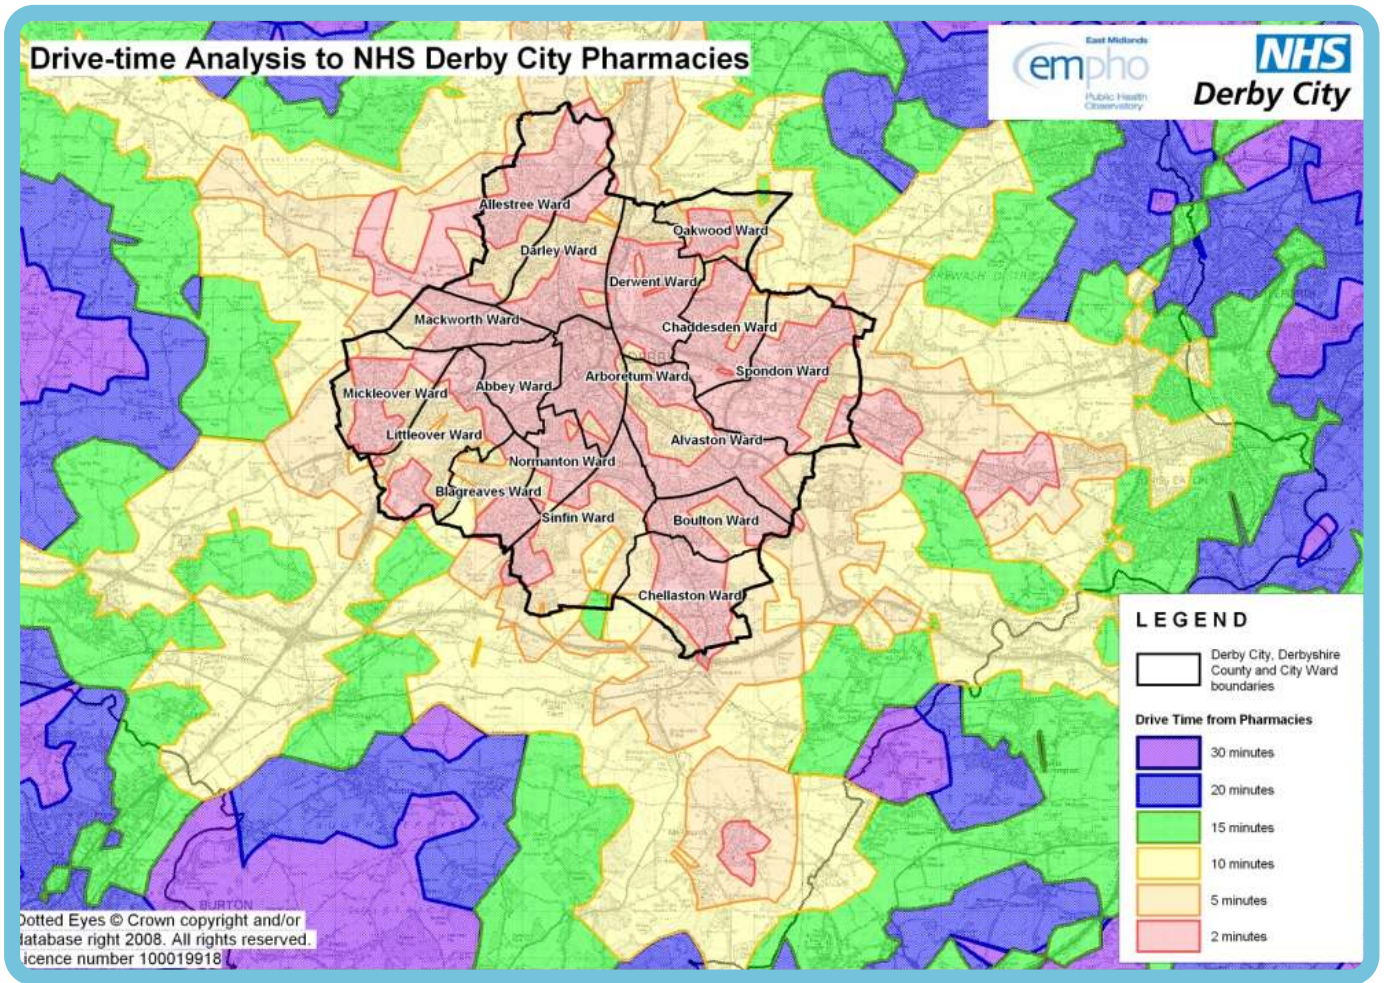 Drive-time Analysis to NHS Derby City Pharmacies
East Midlands
empho
Public Health
Observatory
NHS
Derby City
Allestree Ward
Oakwood Ward
Darley Ward
Derwent Ward
Mackworth Ward
Chaddesden Ward
Abbey Ward
Arboretum Ward
Spondon Ward
Mickleover Ward
Littleover Ward
Alvaston Ward
Normanton Ward
Blagreaves Ward
Sinfin Ward
Boulton Ward
Chellaston Ward
LEGEND
Derby City, Derbyshire
County and City Ward
boundaries
Drive Time from Pharmacies
30 minutes
20 minutes
15 minutes
10 minutes
5 minutes
2 minutes
BURTON
Dotted Eyes © Crown copyright and/or
database right 2008. All rights reserved.
Licence number 100019918